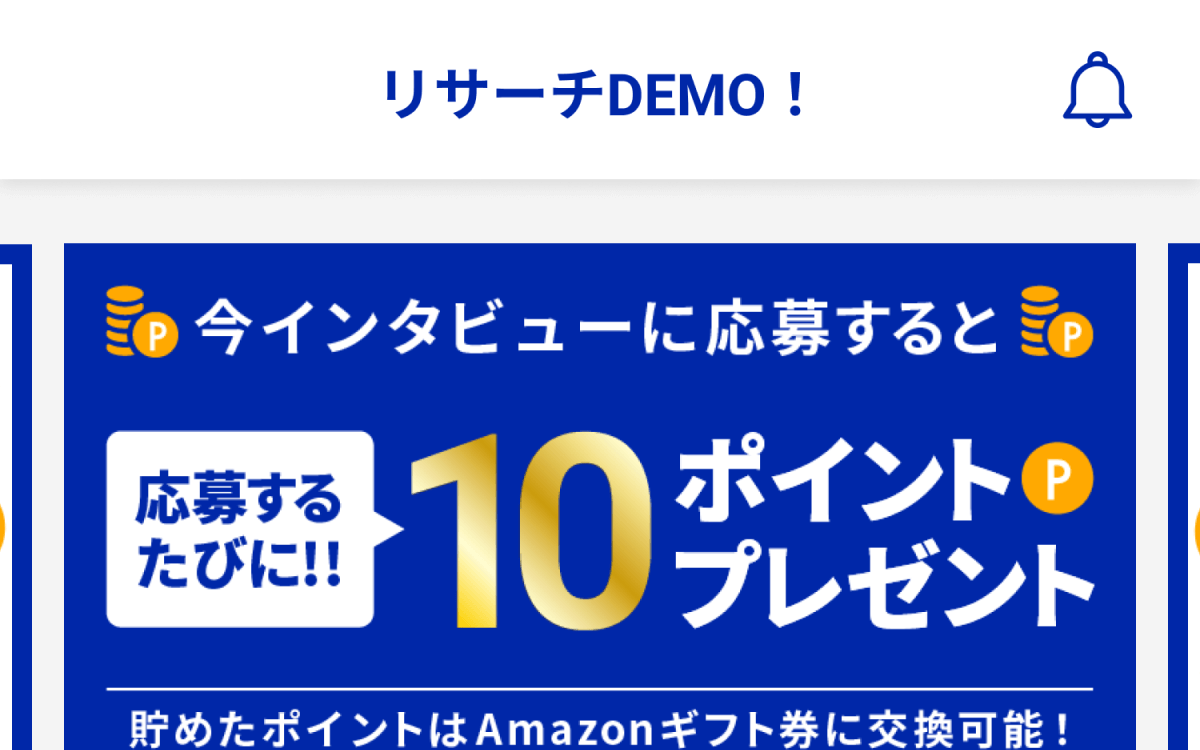 リサーチDEMO！
P 今インタビューに応募すると P
応募する
たびに!!
10
ポイント P
プレゼント
貯めたポイントはAmazonギフト券に交換可能！